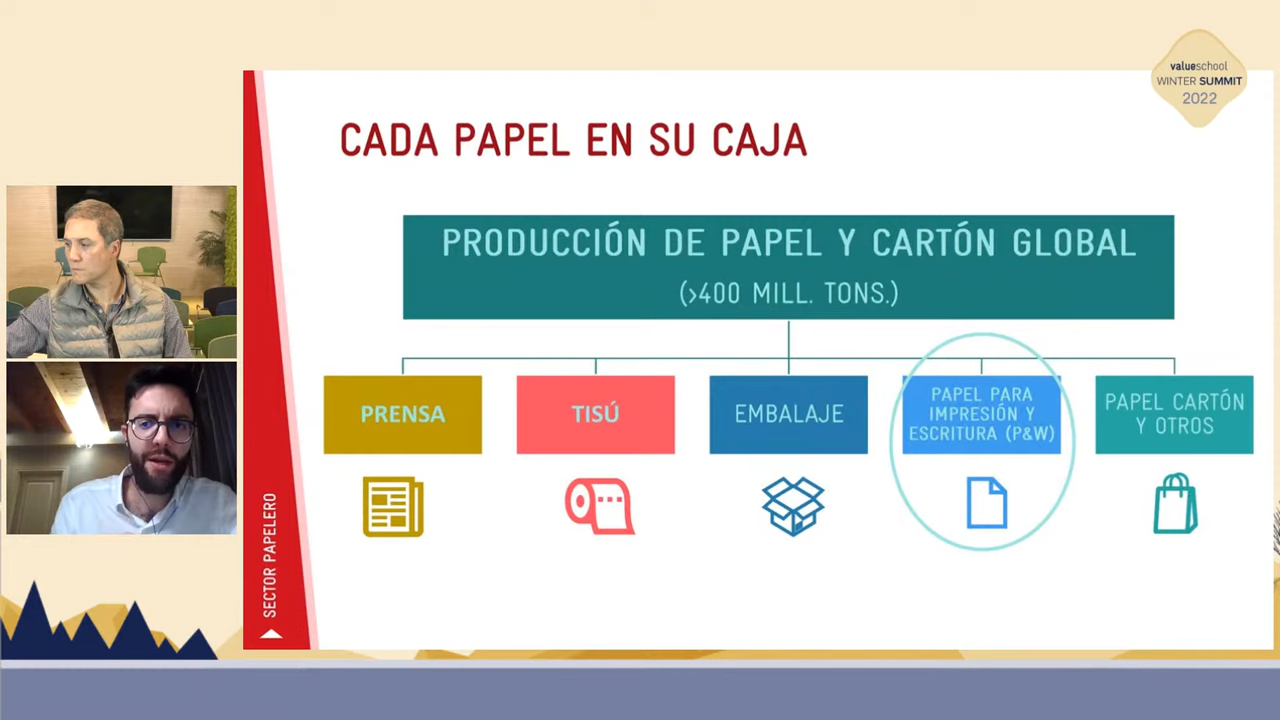 valueschool
WINTER SUMMIT
2022
CADA PAPEL EN SU CAJA
PRODUCCIÓN DE PAPEL Y CARTÓN GLOBAL
(>400 MILL. TONS.)
PRENSA
TISÚ
EMBALAJE
PAPEL PARA
IMPRESIÓN Y
ESCRITURA (P&W)
PAPEL CARTÓN
Y OTROS
SECTOR PAPELERO